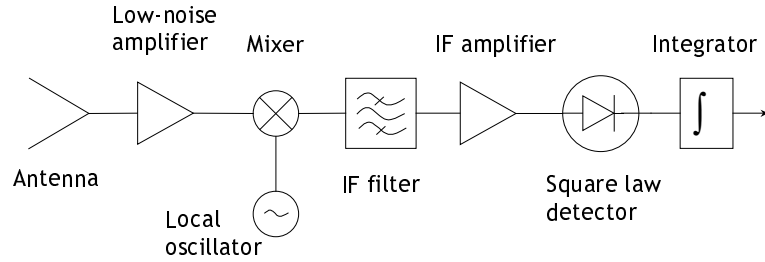 Low-noise
amplifier
Mixer
IF amplifier
Integrator
Antenna
IF filter
Square law
detector
Local
oscillator